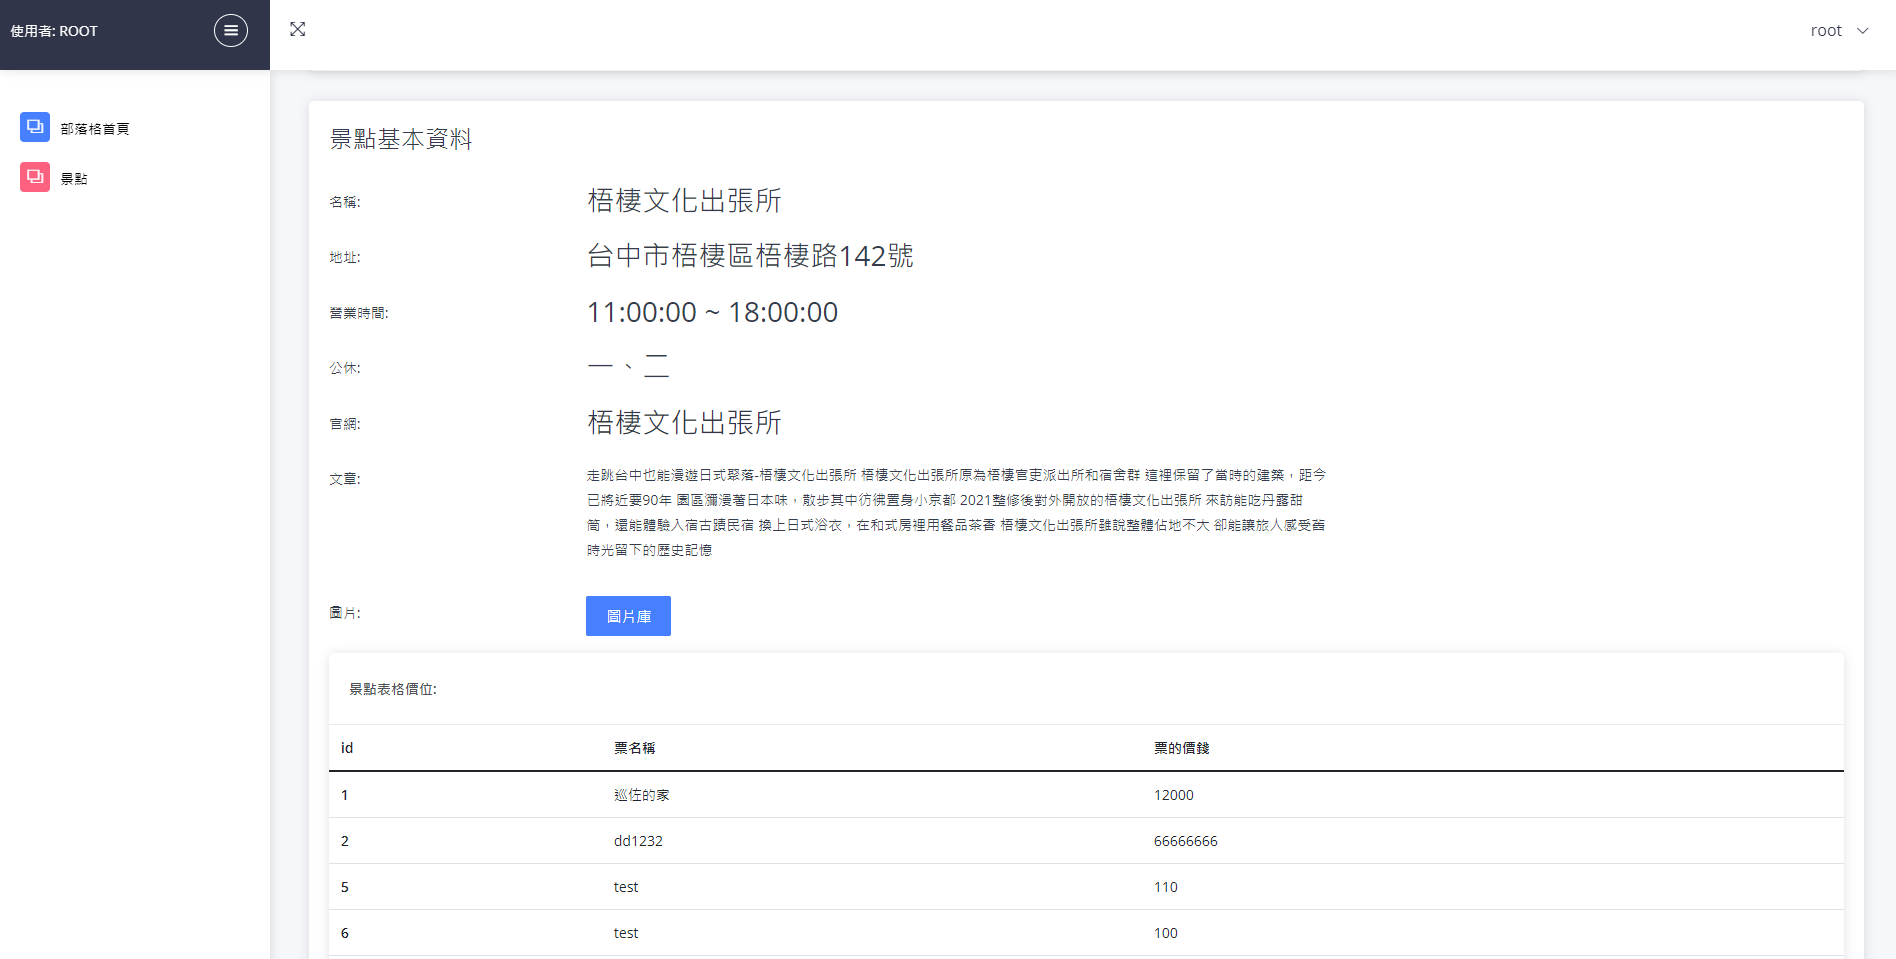 使用者: ROOT
root
部落格首頁
景點
景點基本資料
名稱:
梧棲文化出張所
地址:
台中市梧棲區梧棲路142號
營業時間:
11:00:00 ~ 18:00:00
公休:
一、二
官網:
梧棲文化出張所
文章:
走跳台中也能漫遊日式聚落-梧棲文化出張所 梧棲文化出張所原為梧棲官吏派出所和宿舍群 這裡保留了當時的建築，距今
已將近要90年 園區瀰漫著日本味，散步其中彷彿置身小京都 2021整修後對外開放的梧棲文化出張所 來訪能吃丹露甜
筒，還能體驗入宿古蹟民宿 換上日式浴衣，在和式房裡用餐品茶香 梧棲文化出張所雖說整體佔地不大 卻能讓旅人感受舊
時光留下的歷史記憶
圖片:
圖片庫
景點表格價位:
id 票名稱 票的價錢
1 巡佐的家 12000
2 dd1232 66666666
5 test 110
6 test 100